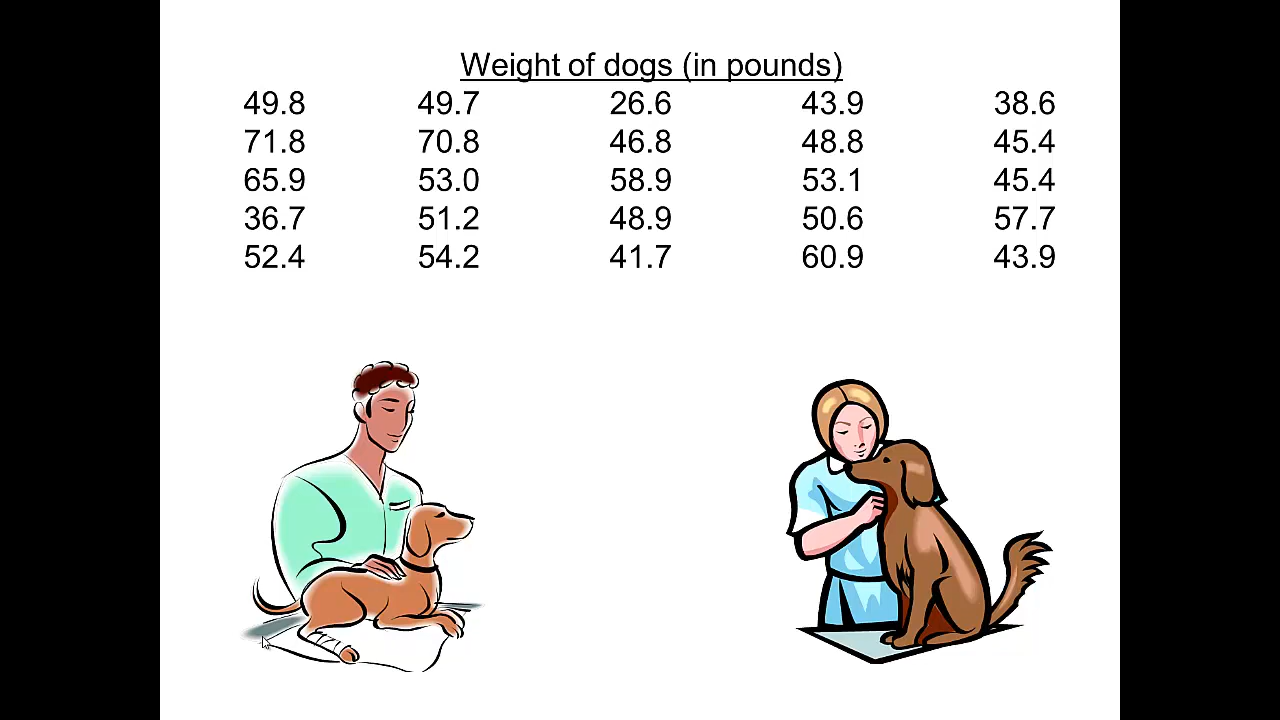 Weight of dogs (in pounds)
49.8 49.7 26.6 43.9 38.6
71.8 70.8 46.8 48.8 45.4
65.9 53.0 58.9 53.1 45.4
36.7 51.2 48.9 50.6 57.7
52.4 54.2 41.7 60.9 43.9